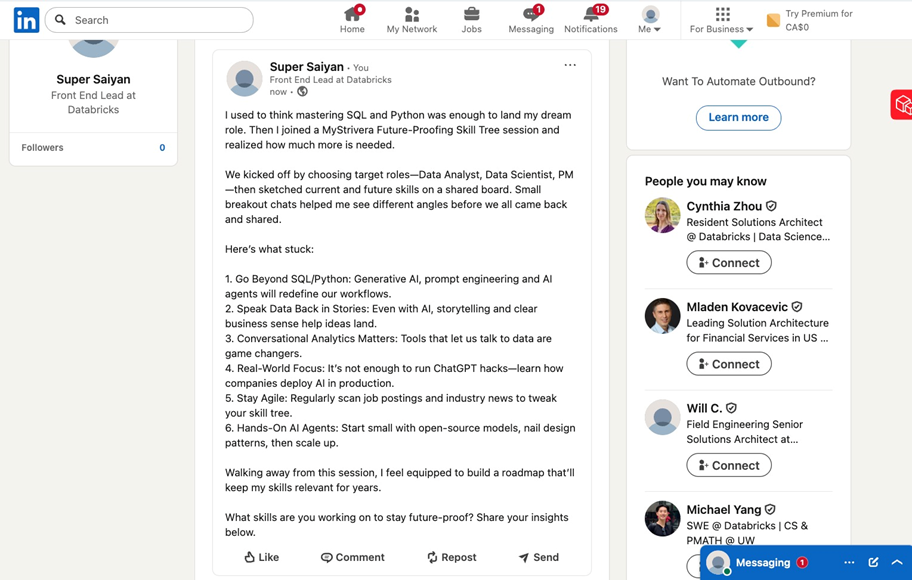 in
Search
Home
My Network
Jobs
1
Messaging
19
Notifications
Me
For Business
Try Premium for
CA$0
Super Saiyan
Front End Lead at
Databricks
Followers 0
Super Saiyan • You
Front End Lead at Databricks
now •
I used to think mastering SQL and Python was enough to land my dream
role. Then I joined a MyStrivera Future-Proofing Skill Tree session and
realized how much more is needed.
We kicked off by choosing target roles—Data Analyst, Data Scientist, PM
—then sketched current and future skills on a shared board. Small
breakout chats helped me see different angles before we all came back
and shared.
Here's what stuck:
1. Go Beyond SQL/Python: Generative AI, prompt engineering and AI
agents will redefine our workflows.
2. Speak Data Back in Stories: Even with AI, storytelling and clear
business sense help ideas land.
3. Conversational Analytics Matters: Tools that let us talk to data are
game changers.
4. Real-World Focus: It's not enough to run ChatGPT hacks—learn how
companies deploy AI in production.
5. Stay Agile: Regularly scan job postings and industry news to tweak
your skill tree.
6. Hands-On AI Agents: Start small with open-source models, nail design
patterns, then scale up.
Walking away from this session, I feel equipped to build a roadmap that'll
keep my skills relevant for years.
What skills are you working on to stay future-proof? Share your insights
below.
Like
Comment
Repost
Send
Want To Automate Outbound?
Learn more
People you may know
Cynthia Zhou
Resident Solutions Architect
@ Databricks | Data Science...
Connect
Mladen Kovacevic
Leading Solution Architecture
for Financial Services in US ...
Connect
Will C.
Field Engineering Senior
Solutions Architect at...
Connect
Michael Yang
SWE @ Databricks | CS &
PMATH @ UW
Messaging 1